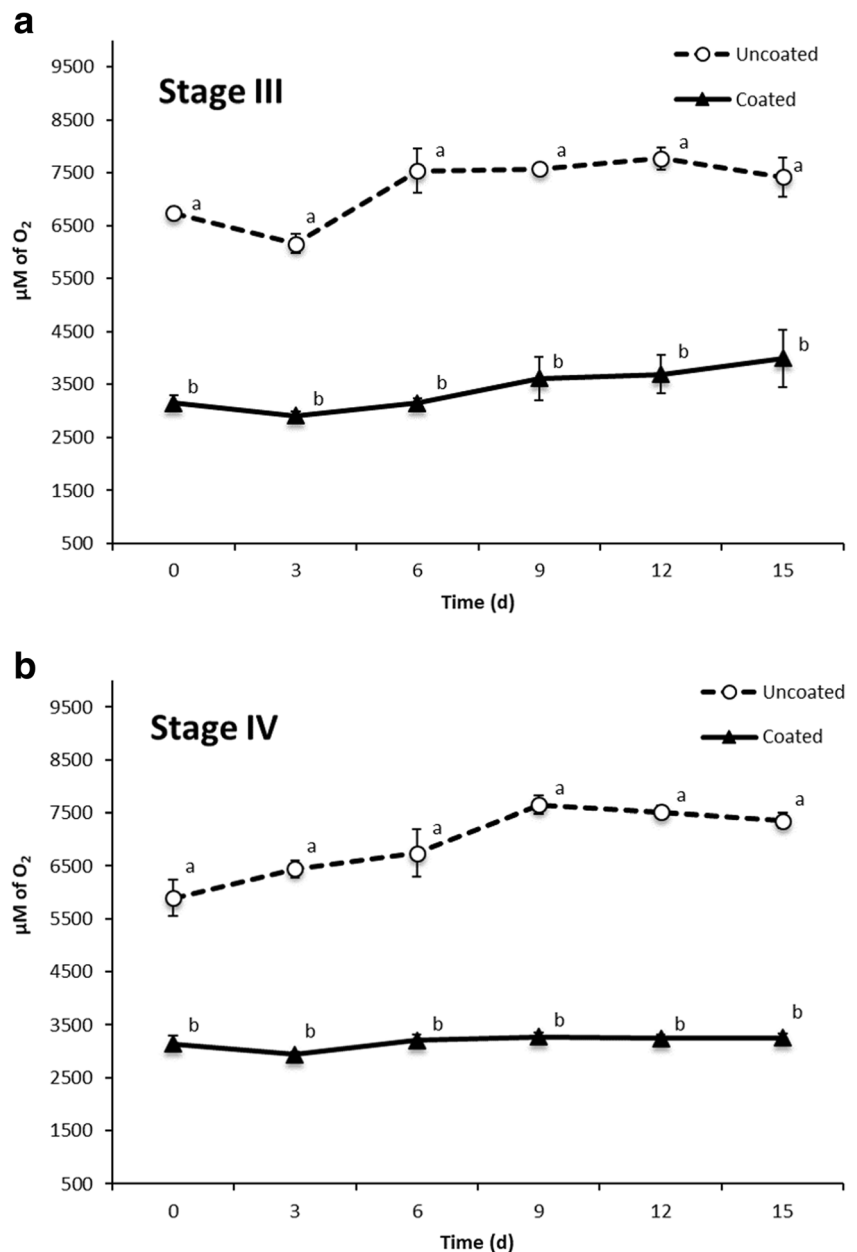 a
Stage III
Uncoated
Coated
9500
8500
7500
6500
5500
4500
3500
2500
1500
500
µM of O₂
a a a a a a
b b b b b b
0 3 6 9 12 15
Time (d)
b
Stage IV
Uncoated
Coated
9500
8500
7500
6500
5500
4500
3500
2500
1500
500
µM of O₂
a a a a a a
b b b b b b
0 3 6 9 12 15
Time (d)